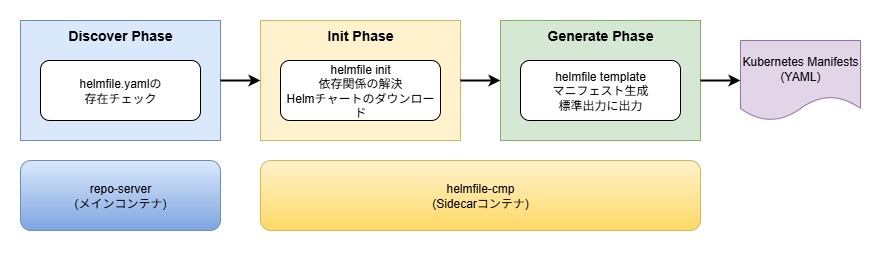 Discover Phase
helmfile.yamlの
存在チェック
Init Phase
helmfile init
依存関係の解決
Helmチャートのダウンロー
ド
Generate Phase
helmfile template
マニフェスト生成
標準出力に出力
Kubernetes Manifests
(YAML)
repo-server
(メインコンテナ)
helmfile-cmp
(Sidecarコンテナ)